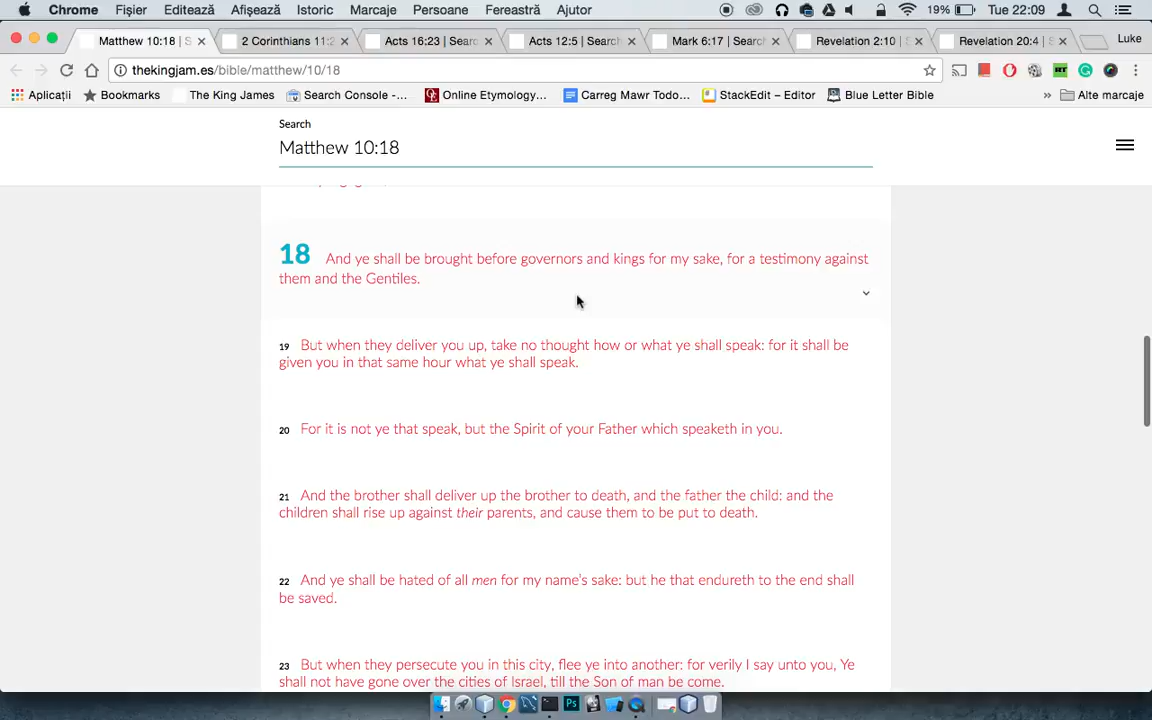 Chrome Fișier Editează Afișează Istoric Marcaje Persoane Fereastră Ajutor 19% Tue 22:09
Matthew 10:18 | S 2 Corinthians 11:2 Acts 16:23 | Searc Acts 12:5 | Search Mark 6:17 | Search Revelation 2:10 | S Revelation 20:4 | S Luke
thekingjam.es/bible/matthew/10/18
Aplicații Bookmarks The King James Search Console -... Online Etymology... Carreg Mawr Todo... StackEdit – Editor Blue Letter Bible » Alte marcaje
Search
Matthew 10:18
18 And ye shall be brought before governors and kings for my sake, for a testimony against
them and the Gentiles.
19 But when they deliver you up, take no thought how or what ye shall speak: for it shall be
given you in that same hour what ye shall speak.
20 For it is not ye that speak, but the Spirit of your Father which speaketh in you.
21 And the brother shall deliver up the brother to death, and the father the child: and the
children shall rise up against their parents, and cause them to be put to death.
22 And ye shall be hated of all men for my name's sake: but he that endureth to the end shall
be saved.
23 But when they persecute you in this city, flee ye into another: for verily I say unto you, Ye
shall not have gone over the cities of Israel, till the Son of man be come.
Ps